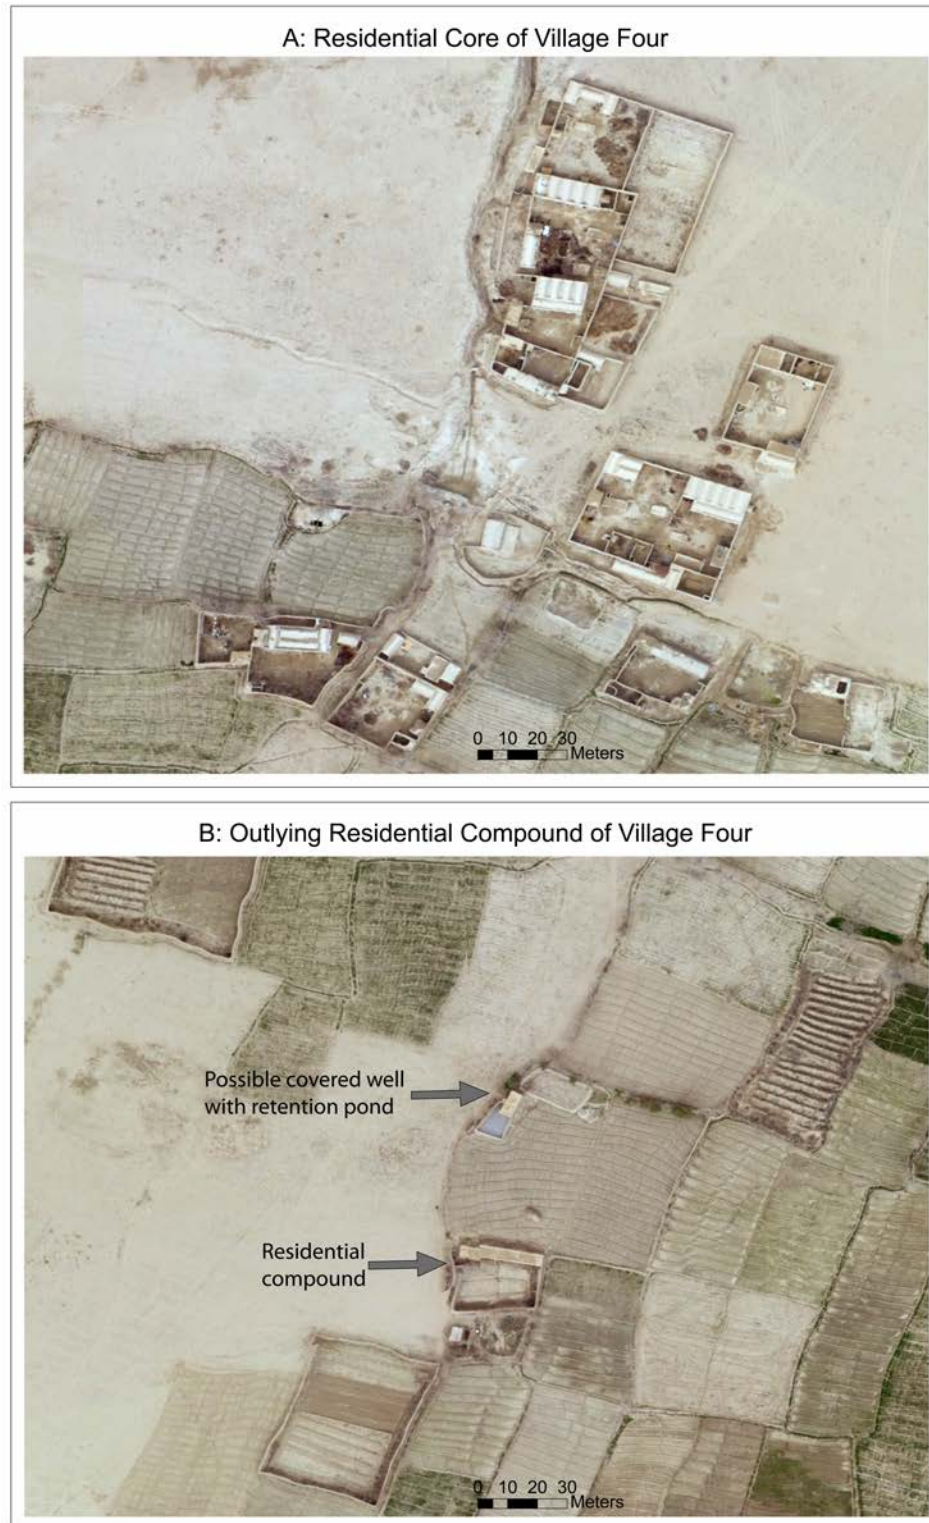 A: Residential Core of Village Four
0 10 20 30
Meters
B: Outlying Residential Compound of Village Four
Possible covered well
with retention pond
Residential
compound
0 10 20 30
Meters